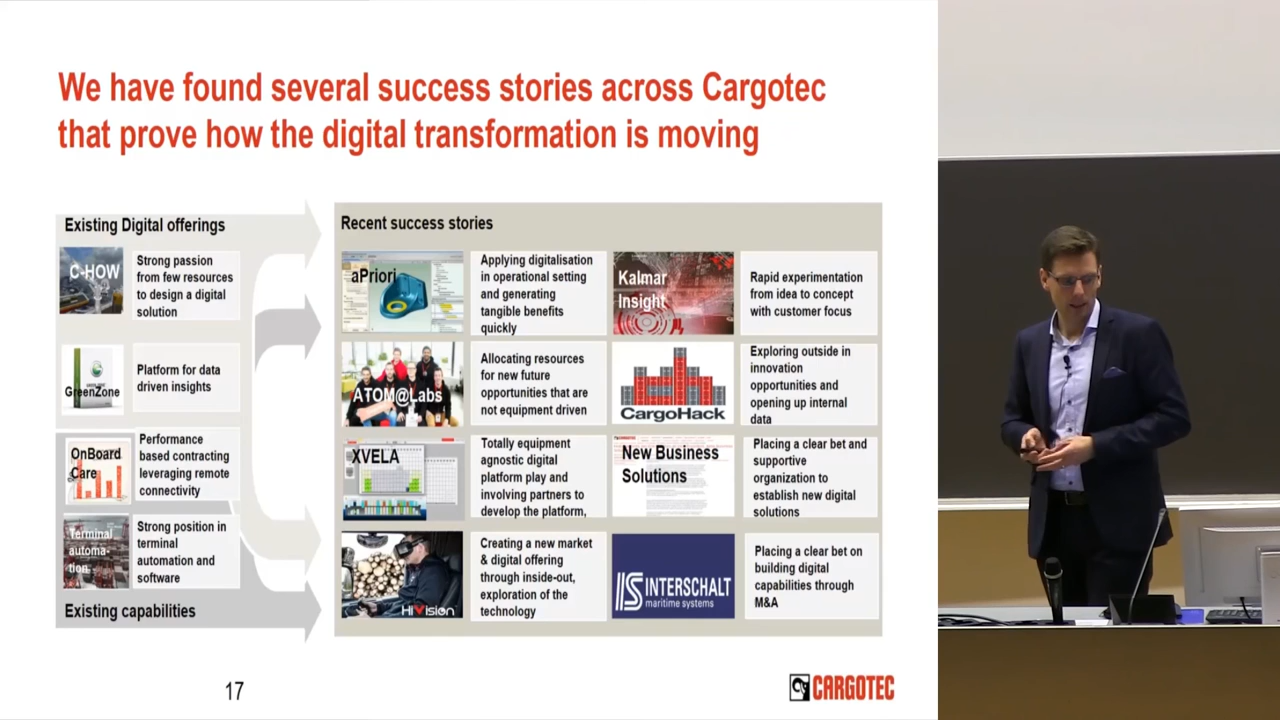 We have found several success stories across Cargotec
that prove how the digital transformation is moving
Existing Digital offerings
C-HOW
Strong passion
from few resources
to design a digital
solution
GreenZone
Platform for data
driven insights
OnBoard
Care
Performance
based contracting
leveraging remote
connectivity
Terminal
automa-
tion
Strong position in
terminal
automation and
software
Existing capabilities
Recent success stories
aPriori
Applying digitalisation
in operational setting
and generating
tangible benefits
quickly
Kalmar
Insight
Rapid experimentation
from idea to concept
with customer focus
ATOM@Labs
Allocating resources
for new future
opportunities that are
not equipment driven
CargoHack
Exploring outside in
innovation
opportunities and
opening up internal
data
XVELA
Totally equipment
agnostic digital
platform play and
involving partners to
develop the platform,
New Business
Solutions
Placing a clear bet and
supportive
organization to
establish new digital
solutions
HiVision
Creating a new market
& digital offering
through inside-out,
exploration of the
technology
INTERSCHALT
maritime systems
Placing a clear bet on
building digital
capabilities through
M&A
17
CARGOTEC